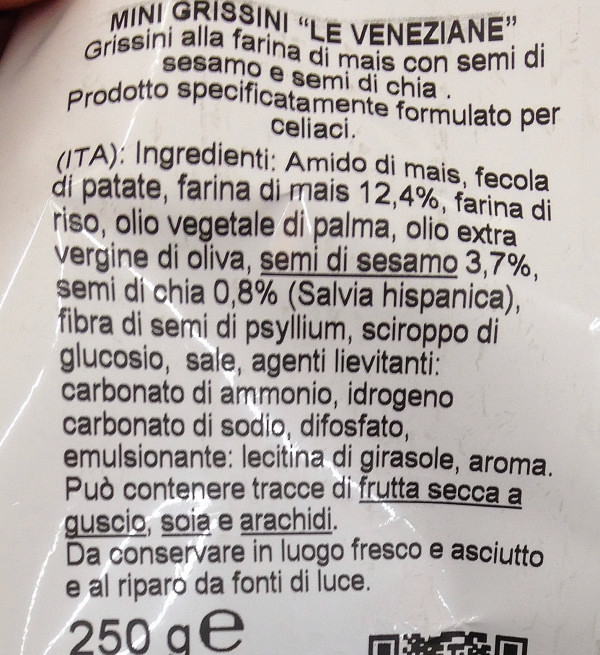 MINI GRISSINI “LE VENEZIANE”
Grissini alla farina di mais con semi di
sesamo e semi di chia .
Prodotto specificatamente formulato per
celiaci.
(ITA): Ingredienti: Amido di mais, fecola
di patate, farina di mais 12,4%, farina di
riso, olio vegetale di palma, olio extra
vergine di oliva, semi di sesamo 3,7%,
semi di chia 0,8% (Salvia hispanica),
fibra di semi di psyllium, sciroppo di
glucosio, sale, agenti lievitanti:
carbonato di ammonio, idrogeno
carbonato di sodio, difosfato,
emulsionante: lecitina di girasole, aroma.
Può contenere tracce di frutta secca a
guscio, soia e arachidi.
Da conservare in luogo fresco e asciutto
e al riparo da fonti di luce.
250 g e